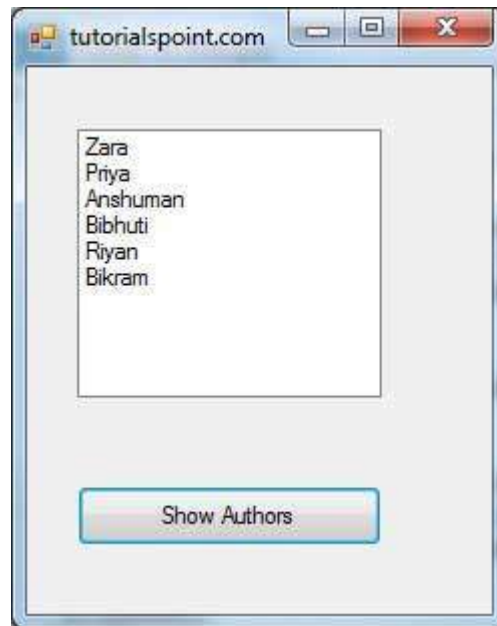 tutorialspoint.com
Zara
Priya
Anshuman
Bibhuti
Riyan
Bikram
Show Authors